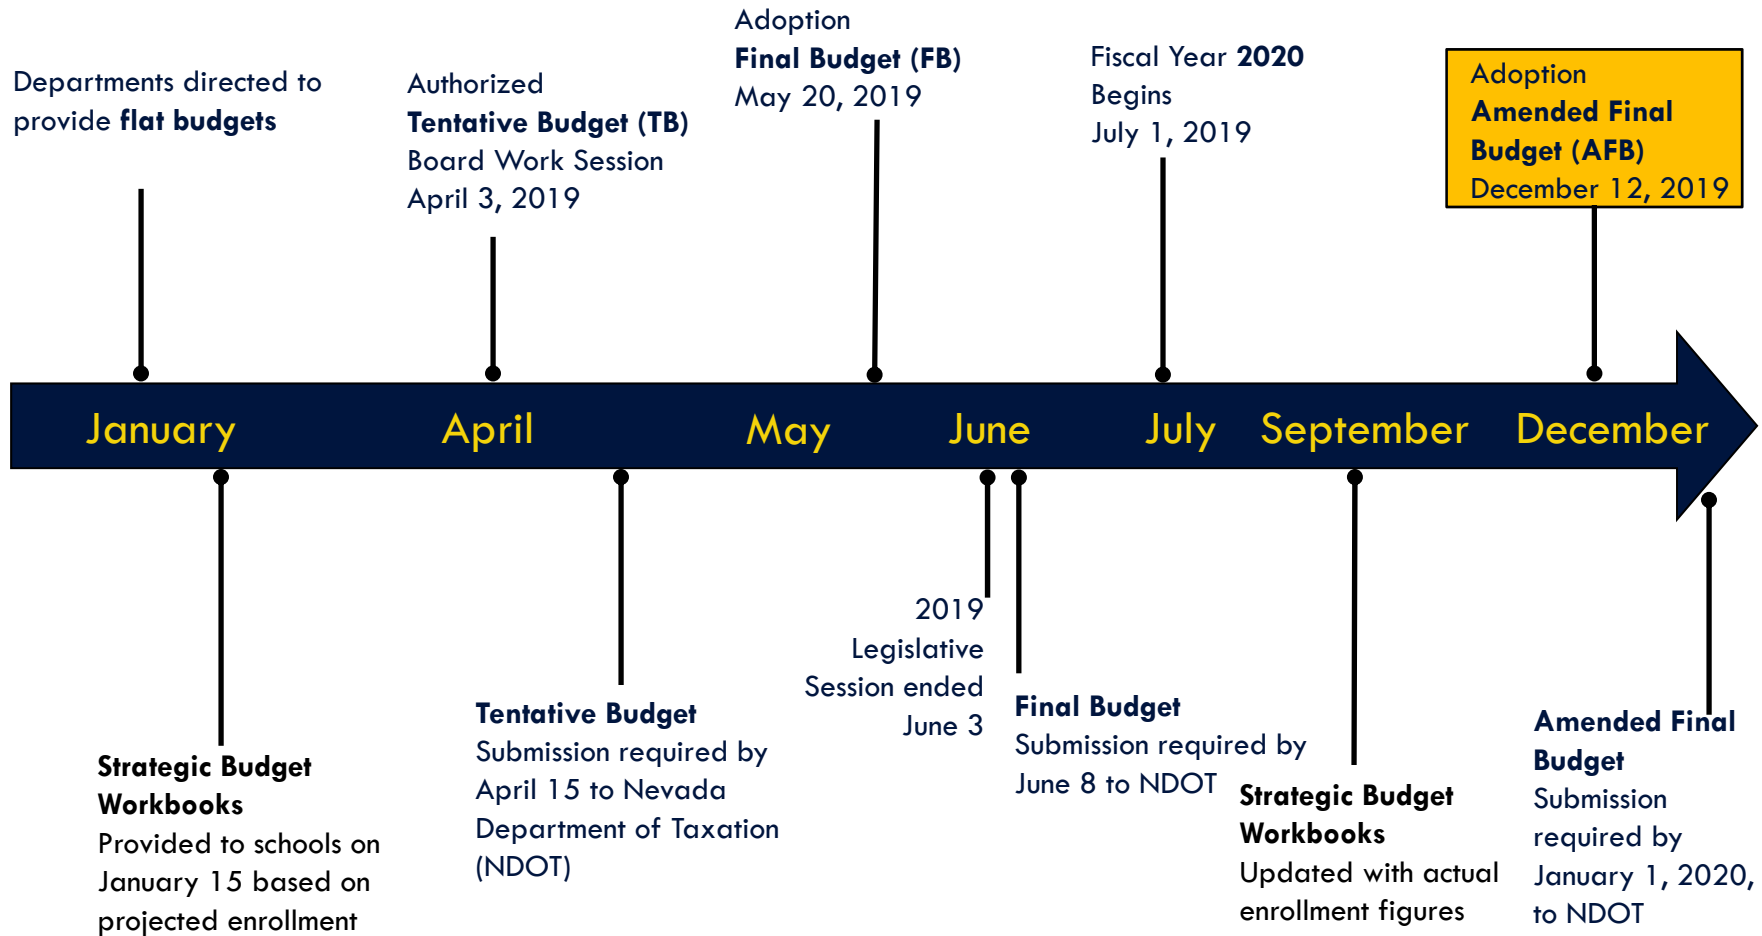 Departments directed to
provide flat budgets
Authorized
Tentative Budget (TB)
Board Work Session
April 3, 2019
Adoption
Final Budget (FB)
May 20, 2019
Fiscal Year 2020
Begins
July 1, 2019
Adoption
Amended Final
Budget (AFB)
December 12, 2019
January
April
May
June
July
September
December
Strategic Budget
Workbooks
Provided to schools on
January 15 based on
projected enrollment
Tentative Budget
Submission required by
April 15 to Nevada
Department of Taxation
(NDOT)
2019
Legislative
Session ended
June 3
Final Budget
Submission required by
June 8 to NDOT
Strategic Budget
Workbooks
Updated with actual
enrollment figures
Amended Final
Budget
Submission
required by
January 1, 2020,
to NDOT